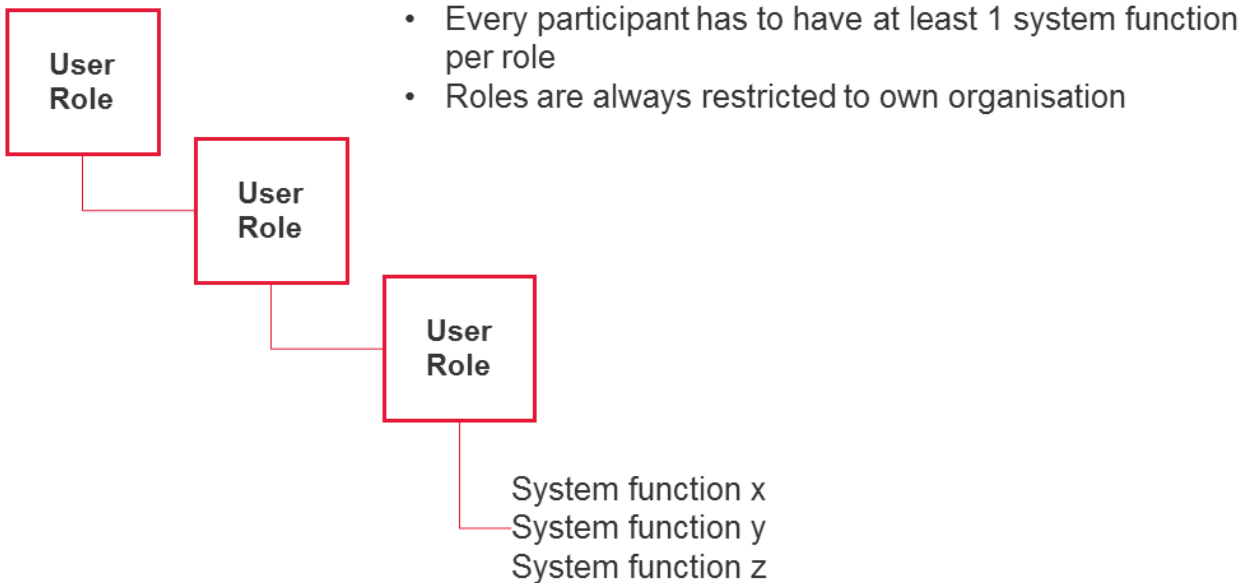 • Every participant has to have at least 1 system function
per role
• Roles are always restricted to own organisation
User
Role
User
Role
User
Role
System function x
System function y
System function z